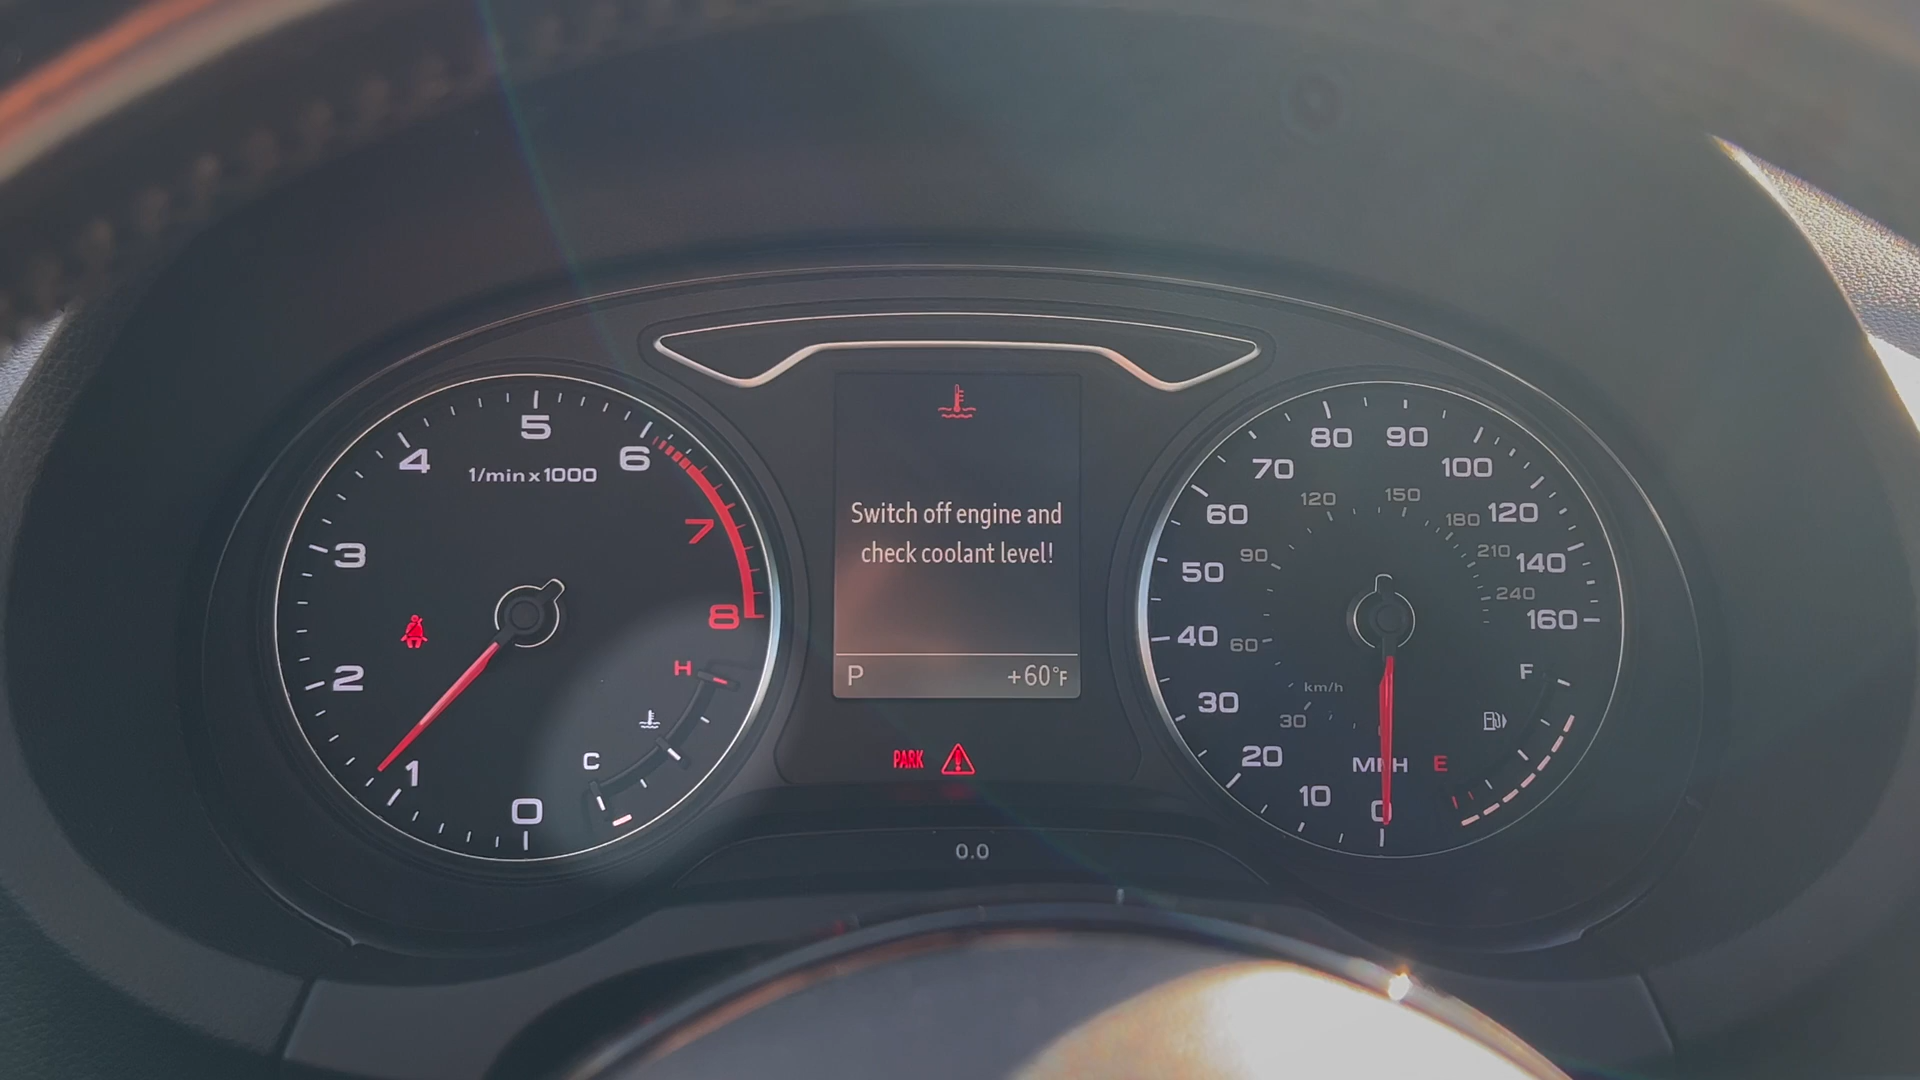 5
4
6
1/min x 1000
3
7
2
8
H
1
C
0
Switch off engine and
check coolant level!
P +60°F
PARK
0.0
80 90
70 100
120 150
60 180 120
90 210 140
50 240
40 60 160
30 km/h F
30
20 MPH E
10
0